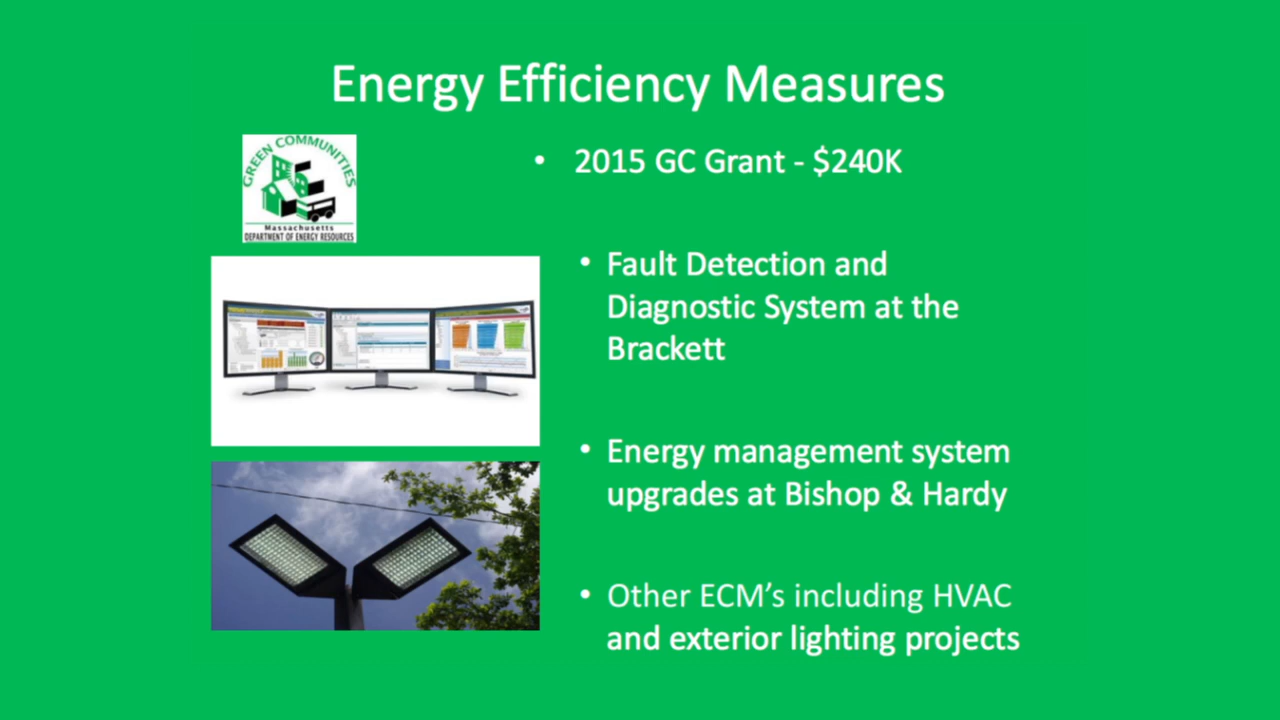 Energy Efficiency Measures
GREEN COMMUNITIES
Massachusetts
DEPARTMENT OF ENERGY RESOURCES
• 2015 GC Grant - $240K
• Fault Detection and
Diagnostic System at the
Brackett
• Energy management system
upgrades at Bishop & Hardy
• Other ECM’s including HVAC
and exterior lighting projects